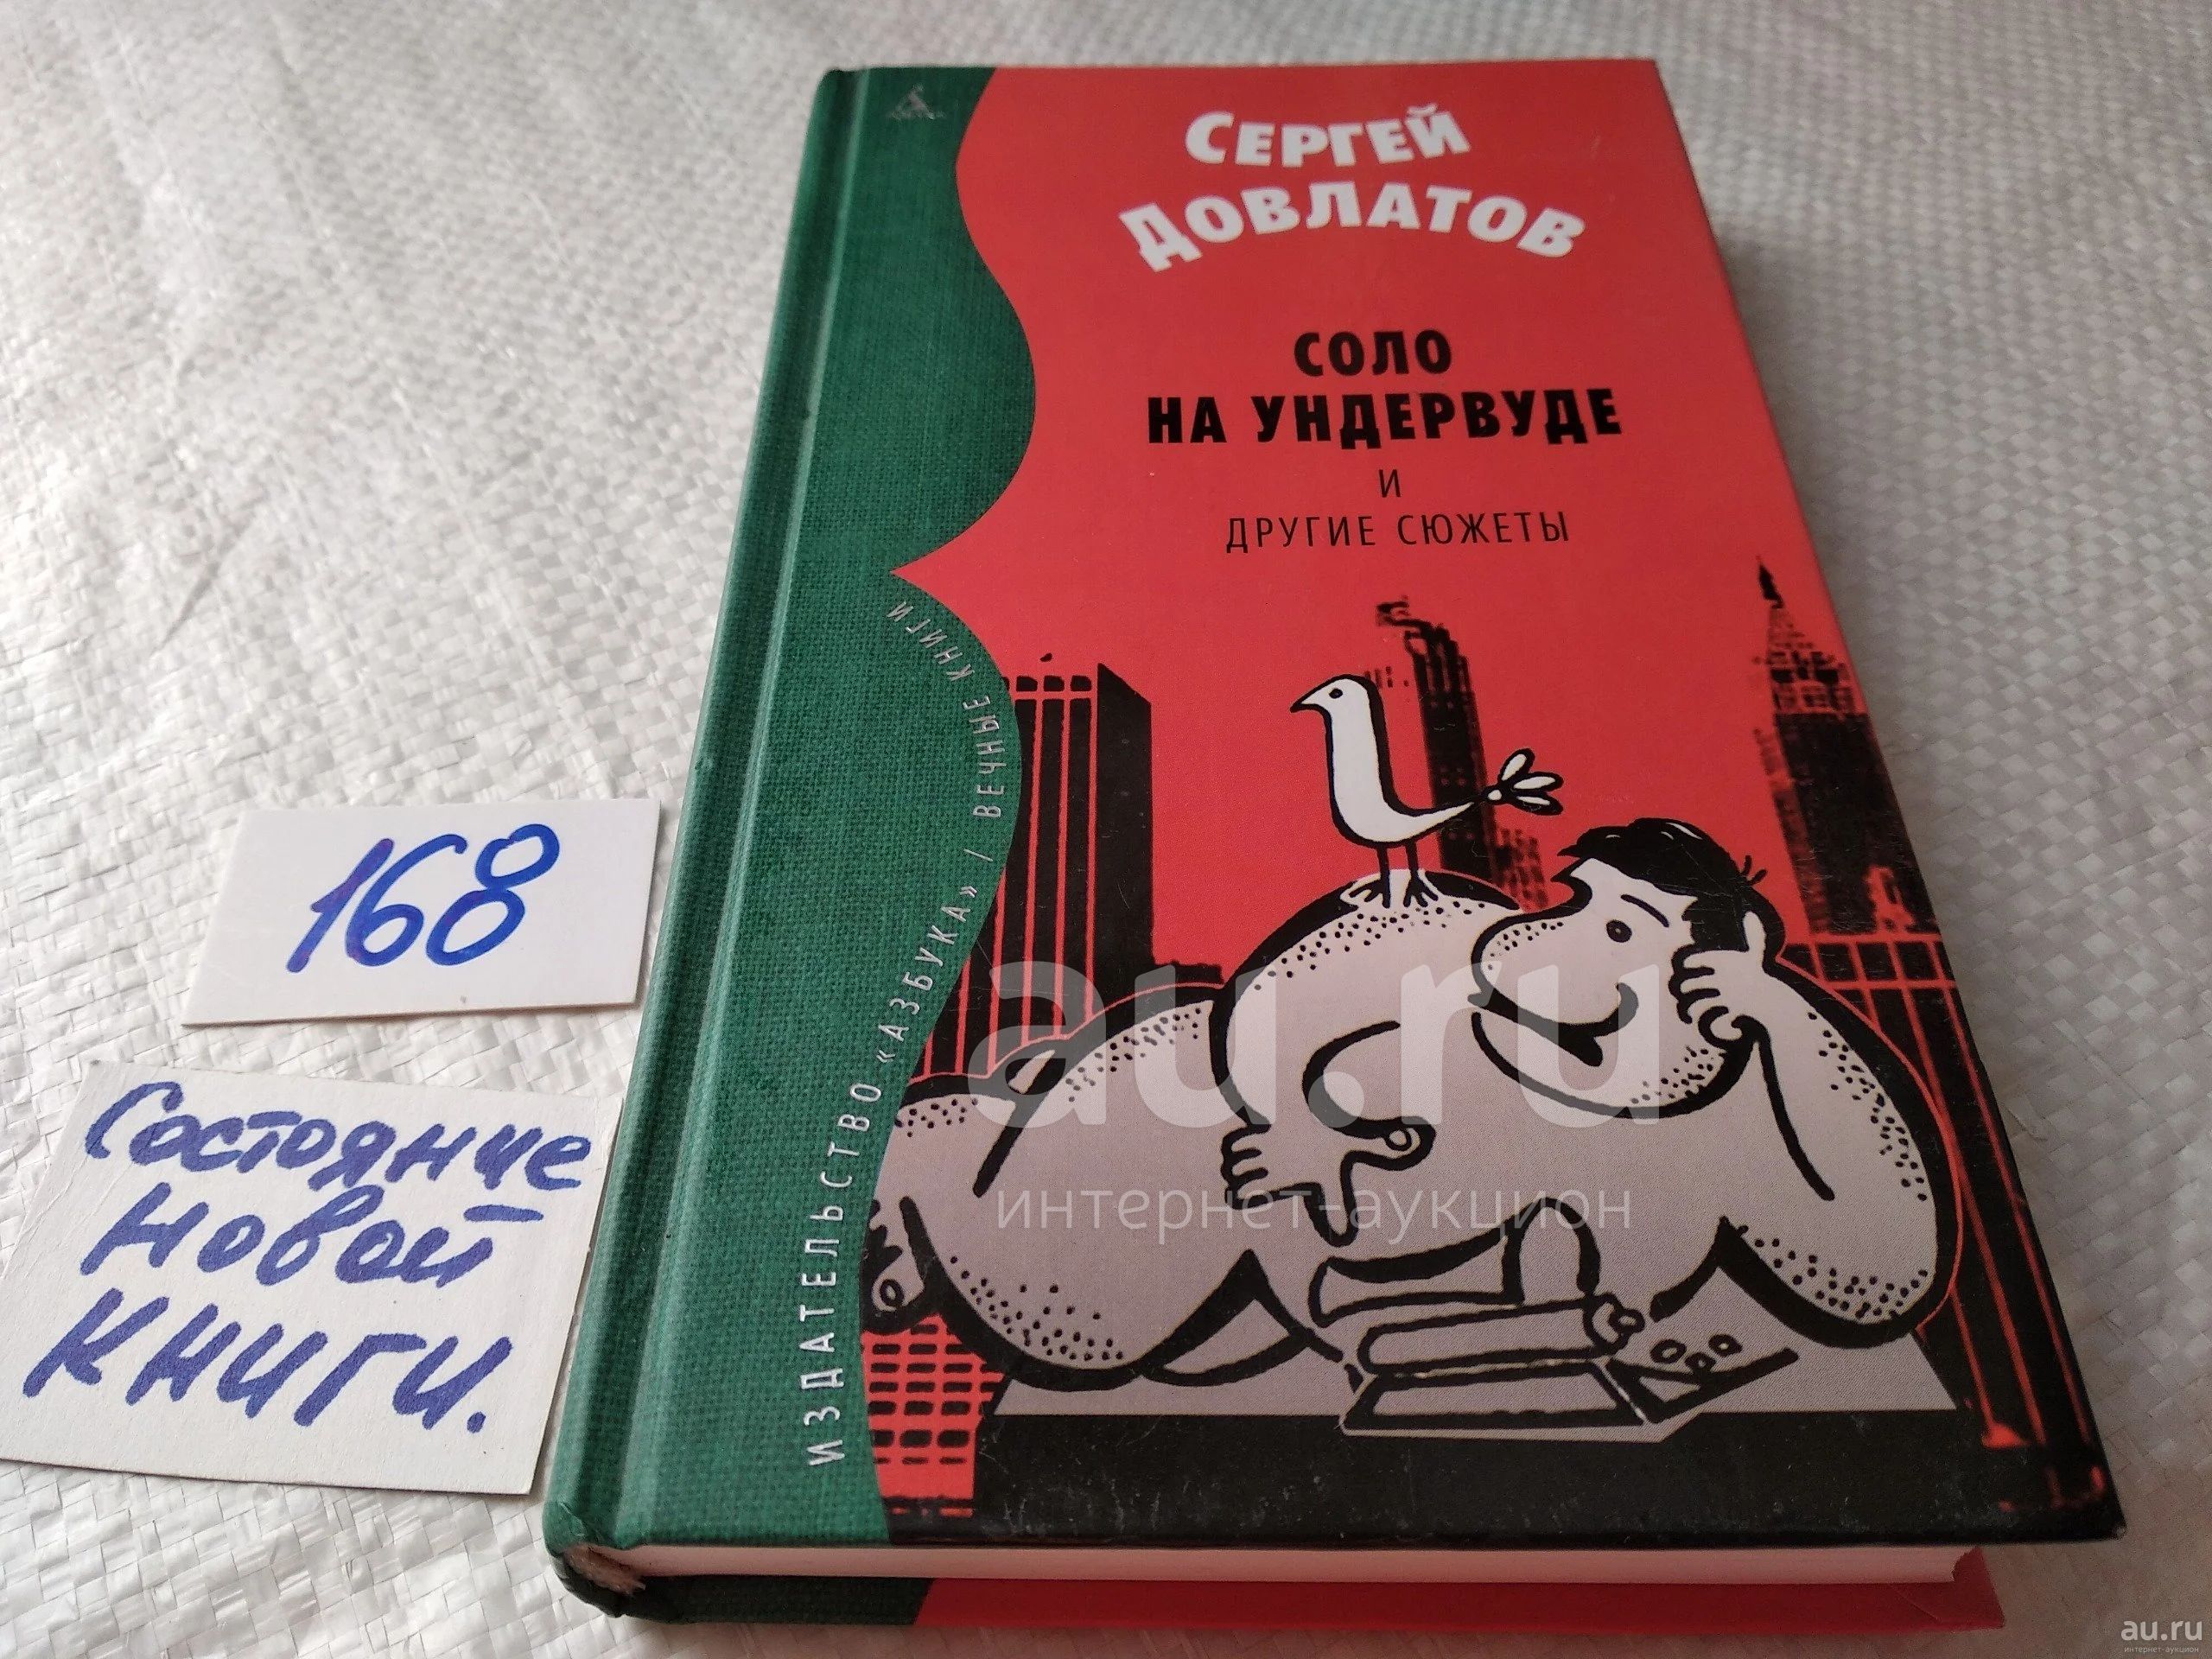 СЕРГЕЙ
ДОВЛАТОВ
СОЛО
НА УНДЕРВУДЕ
И
ДРУГИЕ СЮЖЕТЫ
ИЗДАТЕЛЬСТВО «АЗБУКА» / ВЕЧНЫЕ КНИГИ
168
Состояние
новой
книги.
au.ru
интернет-аукцион
au.ru
интернет-аукцион